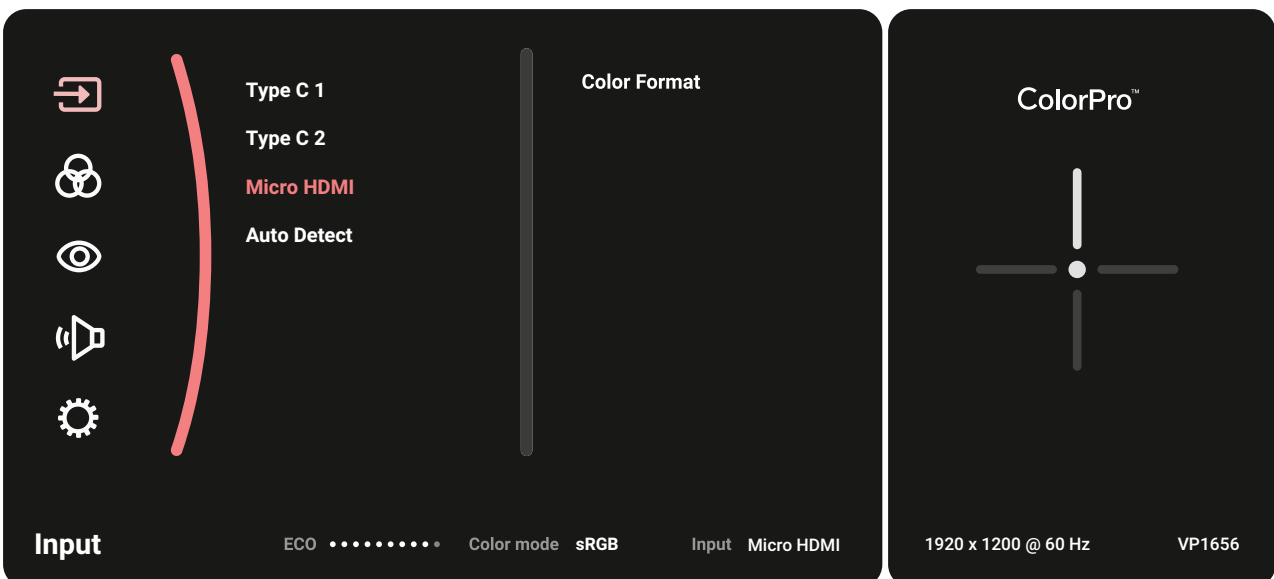 Type C 1
Type C 2
Micro HDMI
Auto Detect
Color Format
Input
ECO
Color mode sRGB
Input Micro HDMI
ColorPro™
1920 x 1200 @ 60 Hz
VP1656